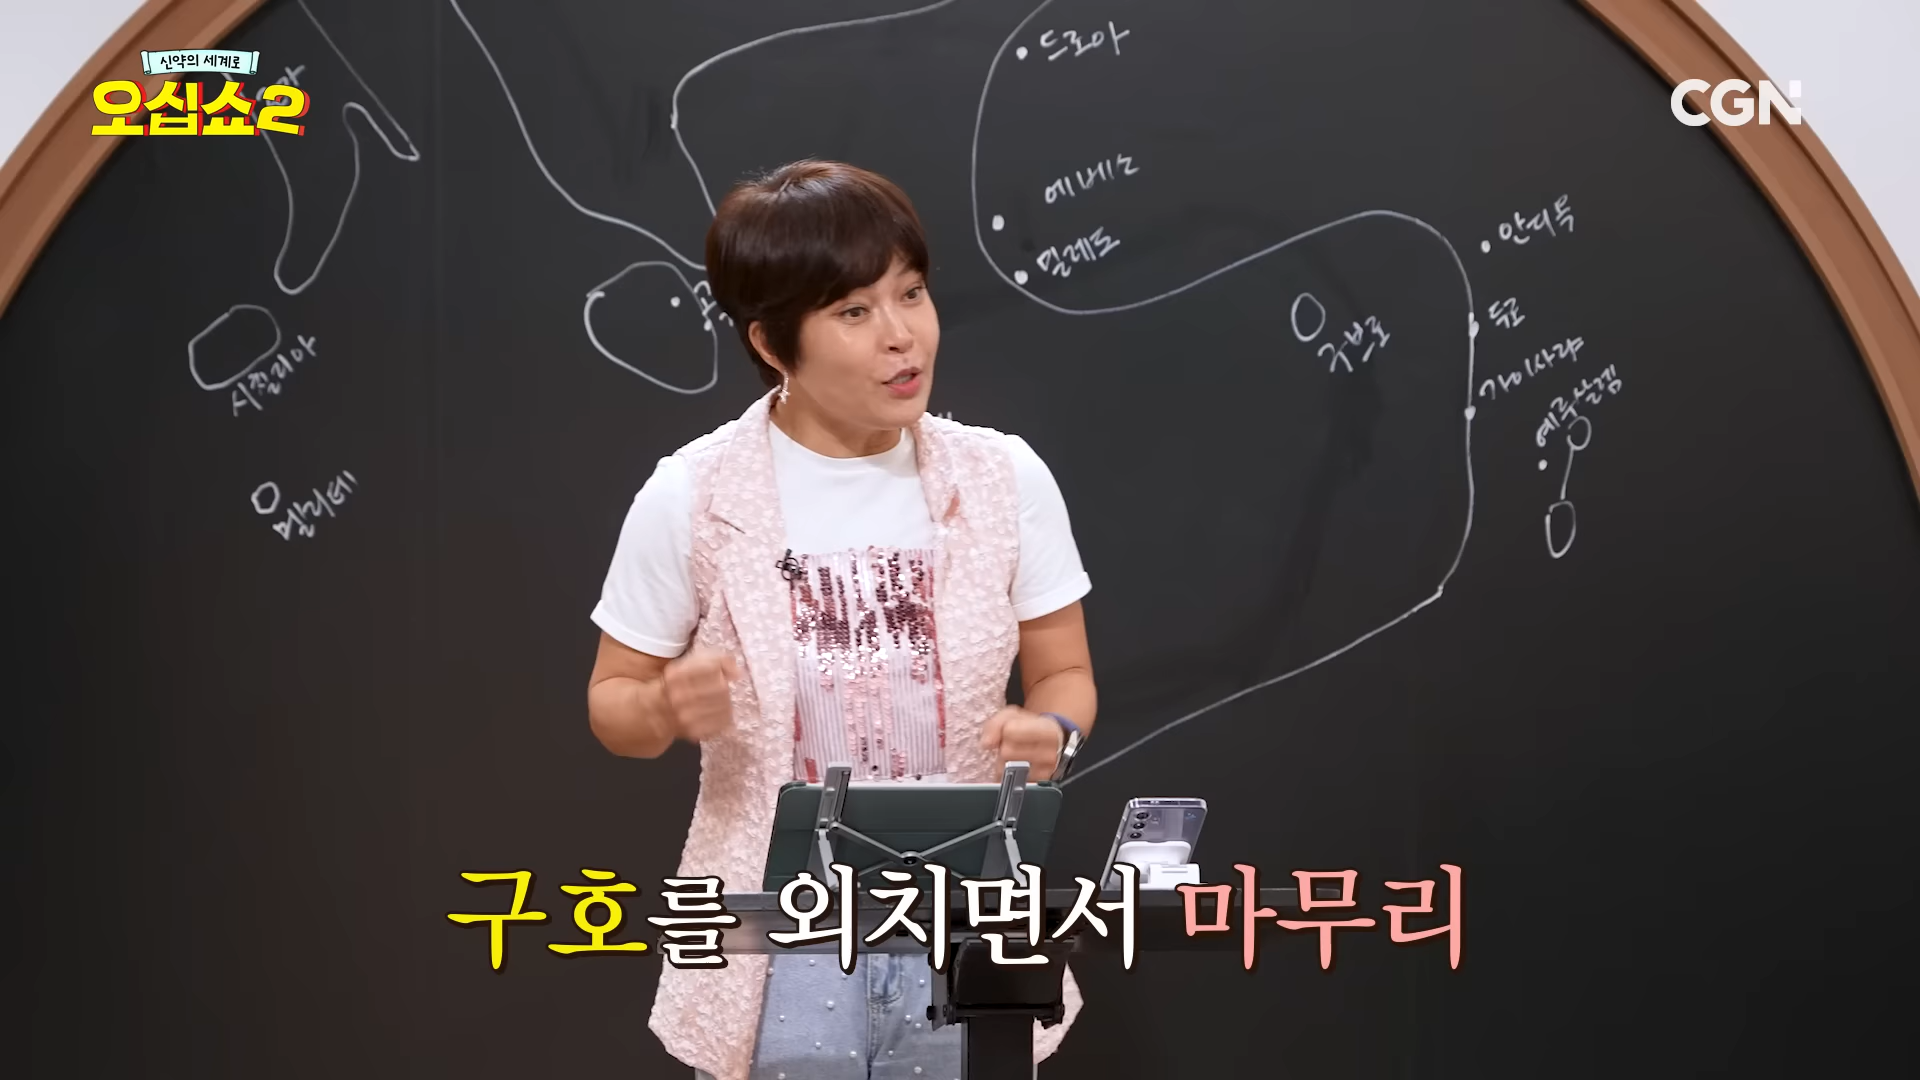 신약의 세계로
오십쇼2
CGN
드로아
에베소
밀레도
안디옥
구브로
두로
가이사랴
예루살렘
시칠리아
멜리데
구호를 외치면서 마무리